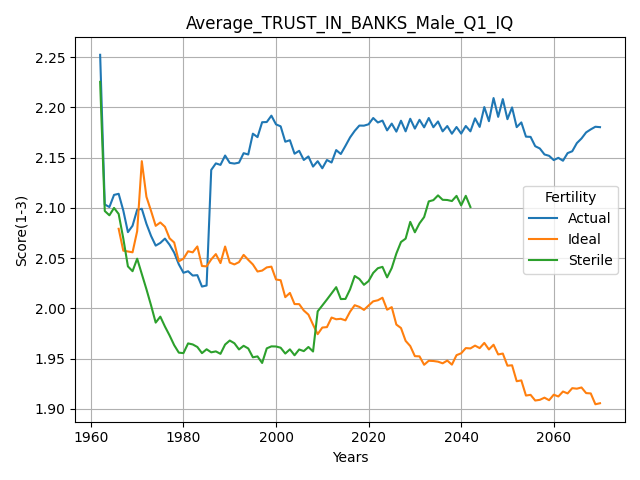 Average_TRUST_IN_BANKS_Male_Q1_IQ
Score(1-3)
2.25
2.20
2.15
2.10
2.05
2.00
1.95
1.90
Fertility
Actual
Ideal
Sterile
1960 1980 2000 2020 2040 2060
Years